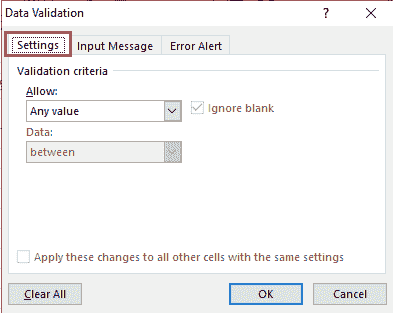 Data Validation
Settings Input Message Error Alert
Validation criteria
Allow:
Any value Ignore blank
Data:
between
Apply these changes to all other cells with the same settings
Clear All OK Cancel